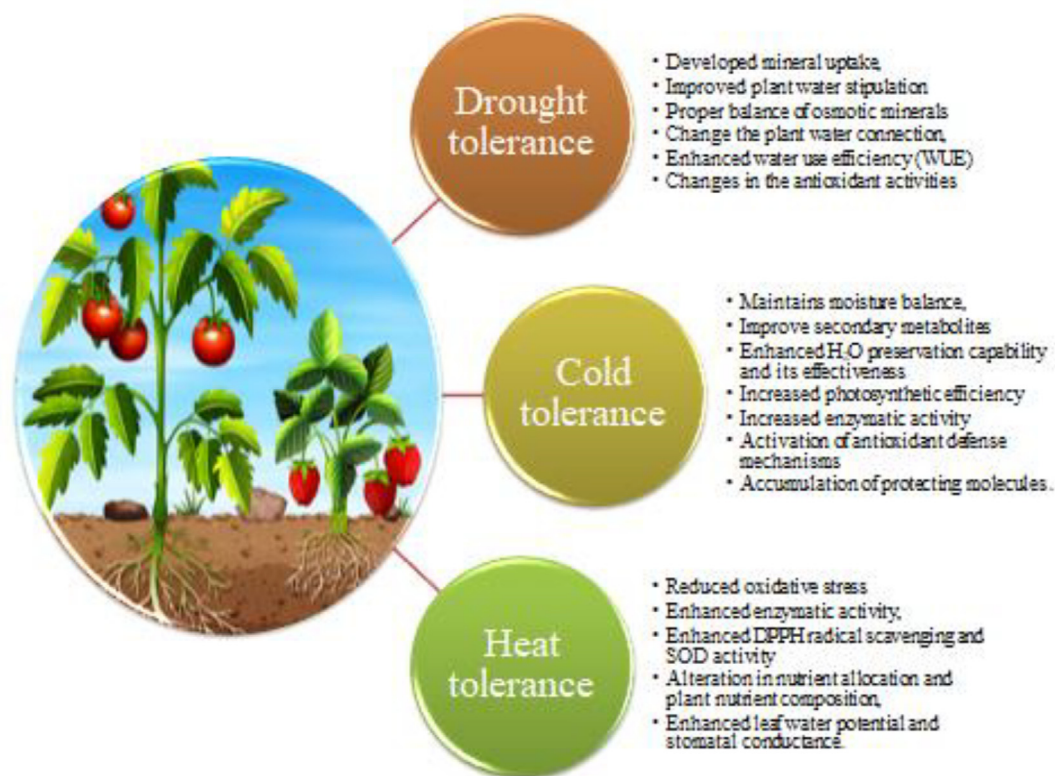 Drought
tolerance
• Developed mineral uptake,
• Improved plant water stipulation
• Proper balance of osmotic minerals
• Change the plant water connection,
• Enhanced water use efficiency (WUE)
• Changes in the antioxidant activities
Cold
tolerance
• Maintains moisture balance,
• Improve secondary metabolites
• Enhanced H₂O preservation capability
and its effectiveness
• Increased photosynthetic efficiency
• Increased enzymatic activity
• Activation of antioxidant defense
mechanisms
• Accumulation of protecting molecules.
Heat
tolerance
• Reduced oxidative stress
• Enhanced enzymatic activity,
• Enhanced DPPH radical scavenging and
SOD activity
• Alteration in nutrient allocation and
plant nutrient composition,
• Enhanced leaf water potential and
stomatal conductance.